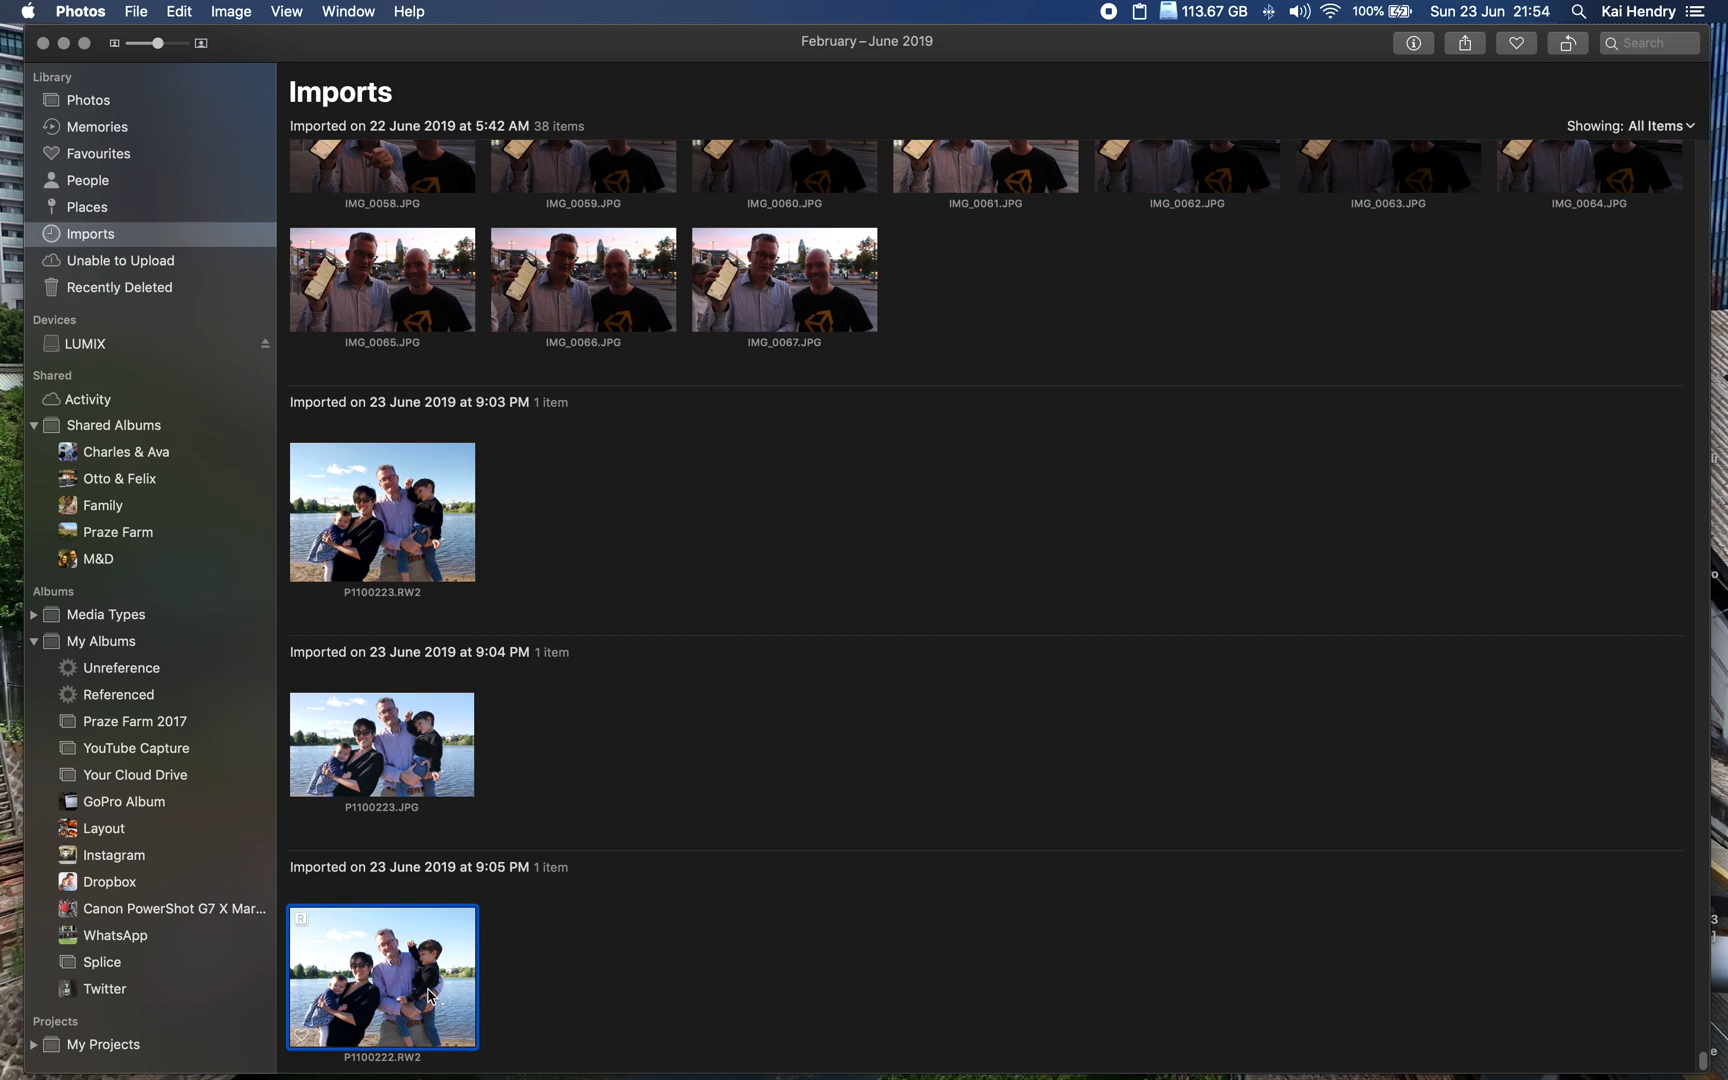 Photos File Edit Image View Window Help 113.67 GB 100% Sun 23 Jun 21:54 Kai Hendry
February – June 2019 Search
Library
Photos
Memories
Favourites
People
Places
Imports
Unable to Upload
Recently Deleted
Devices
LUMIX
Shared
Activity
Shared Albums
Charles & Ava
Otto & Felix
Family
Praze Farm
M&D
Albums
Media Types
My Albums
Unreference
Referenced
Praze Farm 2017
YouTube Capture
Your Cloud Drive
GoPro Album
Layout
Instagram
Dropbox
Canon PowerShot G7 X Mar...
WhatsApp
Splice
Twitter
Projects
My Projects
Imports
Imported on 22 June 2019 at 5:42 AM 38 items Showing: All Items
IMG_0058.JPG IMG_0059.JPG IMG_0060.JPG IMG_0061.JPG IMG_0062.JPG IMG_0063.JPG IMG_0064.JPG
IMG_0065.JPG IMG_0066.JPG IMG_0067.JPG
Imported on 23 June 2019 at 9:03 PM 1 item
P1100223.RW2
Imported on 23 June 2019 at 9:04 PM 1 item
P1100223.JPG
Imported on 23 June 2019 at 9:05 PM 1 item
R
P1100222.RW2